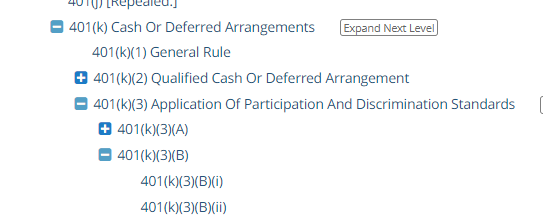 401(j) [Repealed.]
401(k) Cash Or Deferred Arrangements Expand Next Level
401(k)(1) General Rule
401(k)(2) Qualified Cash Or Deferred Arrangement
401(k)(3) Application Of Participation And Discrimination Standards
401(k)(3)(A)
401(k)(3)(B)
401(k)(3)(B)(i)
401(k)(3)(B)(ii)